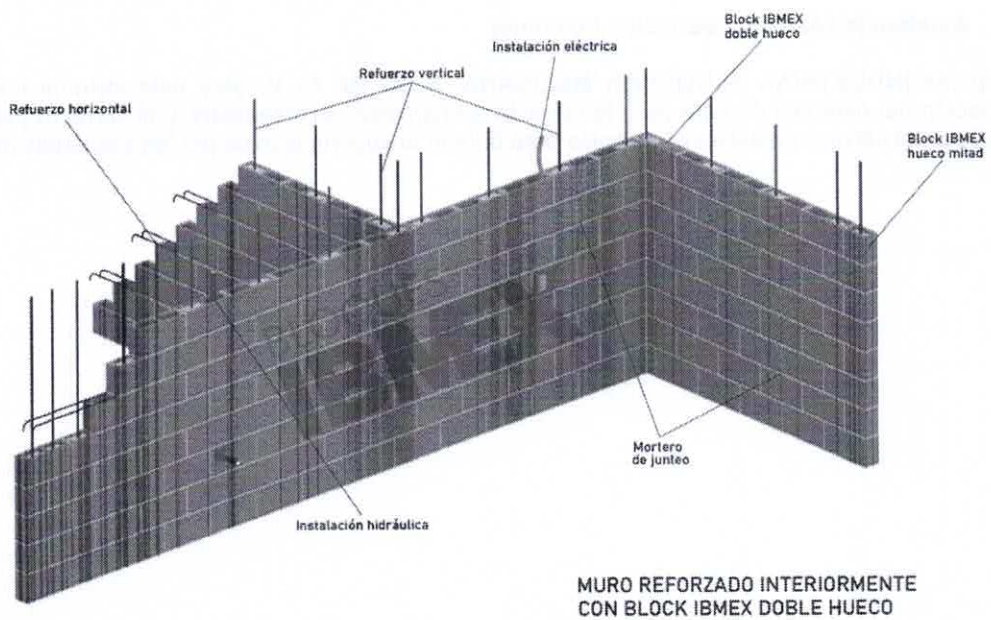 Block IBMEX
doble hueco
Instalación eléctrica
Refuerzo vertical
Refuerzo horizontal
Block IBMEX
hueco mitad
Mortero
de junteo
Instalación hidráulica
MURO REFORZADO INTERIORMENTE
CON BLOCK IBMEX DOBLE HUECO